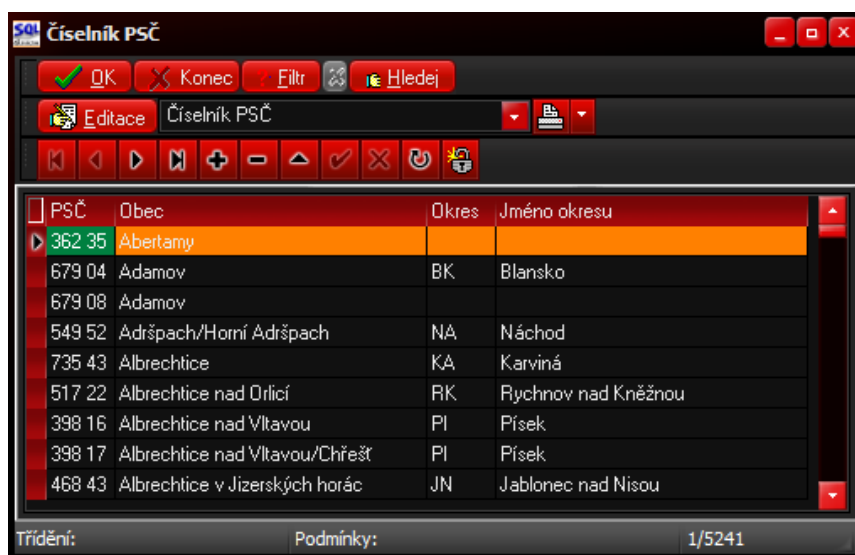 SQL Číselník PSČ
OK Konec Filtr Hledej
Editace Číselník PSČ
PSČ Obec Okres Jméno okresu
362 35 Abertamy
679 04 Adamov BK Blansko
679 08 Adamov
549 52 Adršpach/Horní Adršpach NA Náchod
735 43 Albrechtice KA Karviná
517 22 Albrechtice nad Orlicí RK Rychnov nad Kněžnou
398 16 Albrechtice nad Vltavou PI Písek
398 17 Albrechtice nad Vltavou/Chřešť PI Písek
468 43 Albrechtice v Jizerských horác JN Jablonec nad Nisou
Třídění: Podmínky: 1/5241